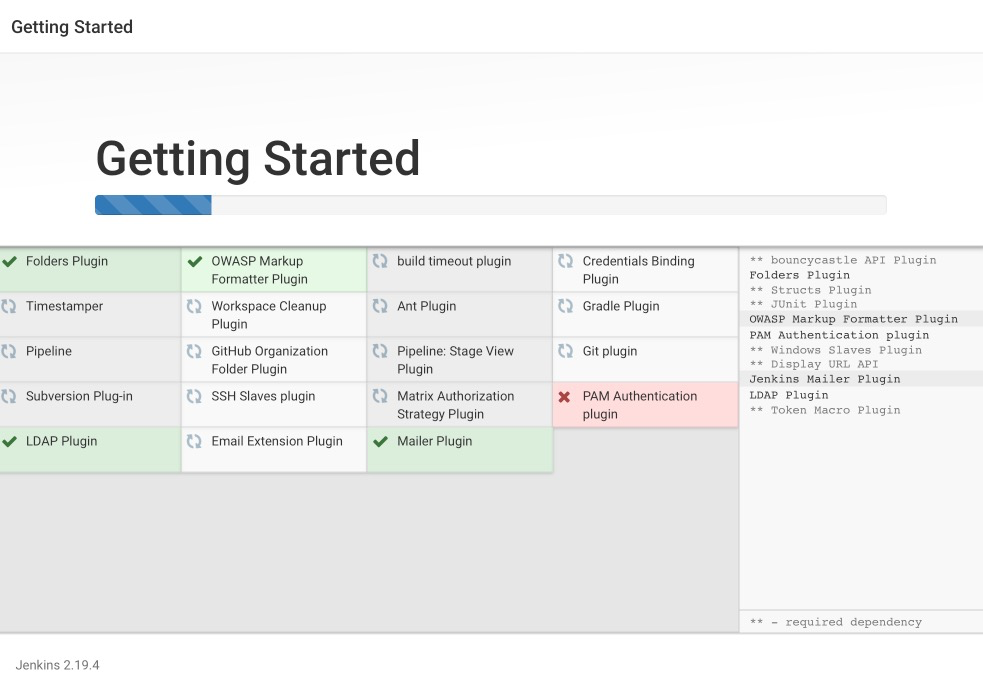 Getting Started
Getting Started
Folders Plugin
OWASP Markup
Formatter Plugin
build timeout plugin
Credentials Binding
Plugin
Timestamper
Workspace Cleanup
Plugin
Ant Plugin
Gradle Plugin
Pipeline
GitHub Organization
Folder Plugin
Pipeline: Stage View
Plugin
Git plugin
Subversion Plug-in
SSH Slaves plugin
Matrix Authorization
Strategy Plugin
PAM Authentication
plugin
LDAP Plugin
Email Extension Plugin
Mailer Plugin
** bouncycastle API Plugin
Folders Plugin
** Structs Plugin
** JUnit Plugin
OWASP Markup Formatter Plugin
PAM Authentication plugin
** Windows Slaves Plugin
** Display URL API
Jenkins Mailer Plugin
LDAP Plugin
** Token Macro Plugin
** - required dependency
Jenkins 2.19.4